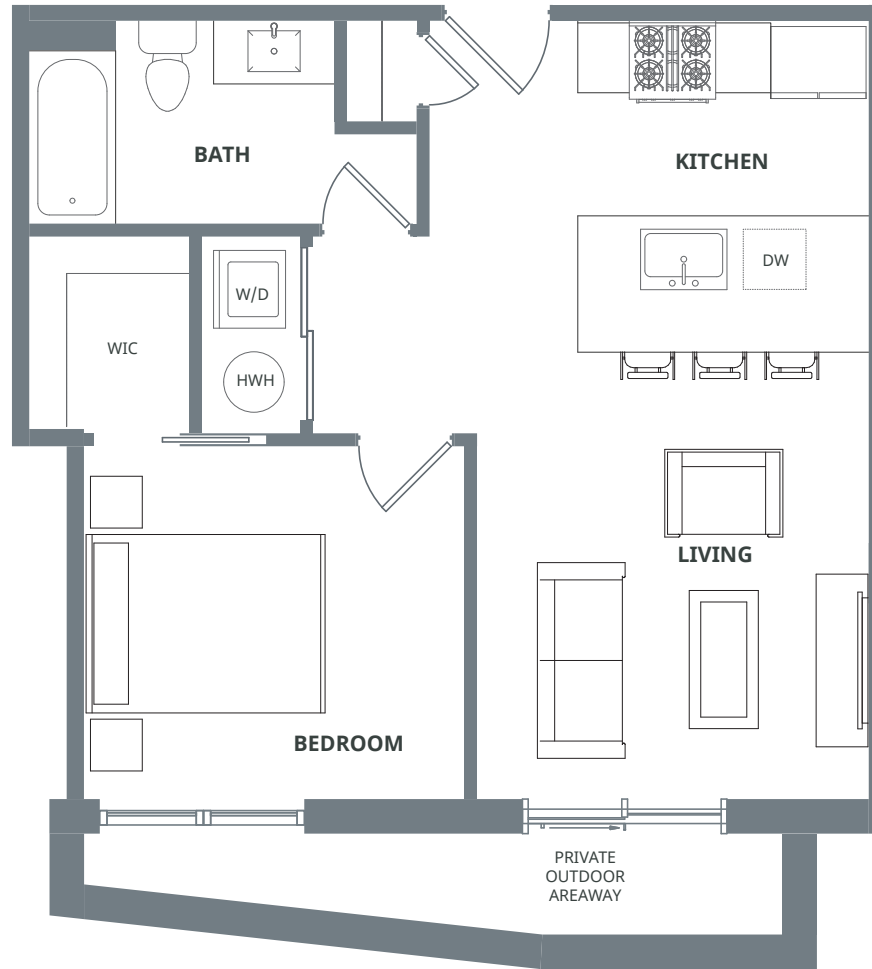 BATH
KITCHEN
DW
W/D
WIC
HWH
LIVING
BEDROOM
PRIVATE
OUTDOOR
AREAWAY